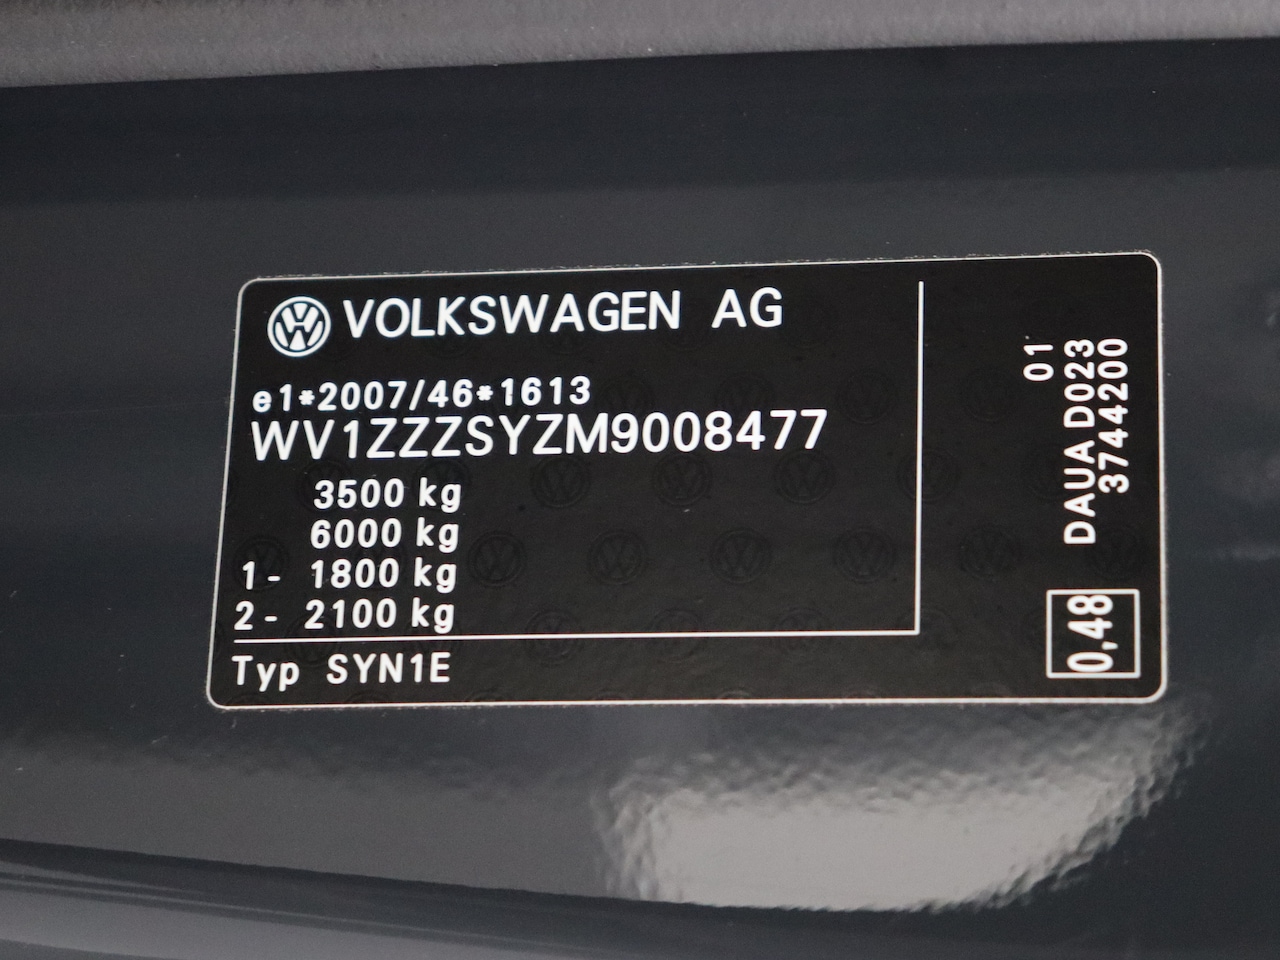 VOLKSWAGEN AG
e1*2007/46*1613
WV1ZZZSYZM9008477
3500 kg
6000 kg
1- 1800 kg
2- 2100 kg
Typ SYN1E
01
DAUA D023
3744200
0,48